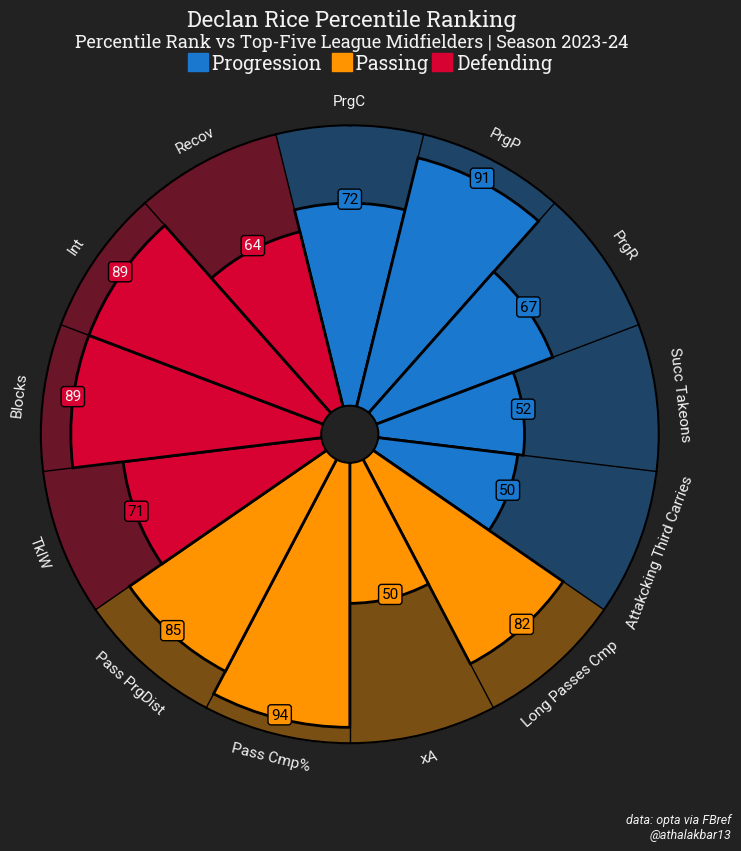 Declan Rice Percentile Ranking
Percentile Rank vs Top-Five League Midfielders | Season 2023-24
Progression Passing Defending
PrgC
PrgP
PrgR
Succ Takeons
Attakcking Third Carries
Long Passes Cmp
xA
Pass Cmp%
Pass PrgDist
TklW
Blocks
Int
Recov
72
91
67
52
50
82
50
94
85
71
89
89
64
data: opta via FBref
@athalakbar13